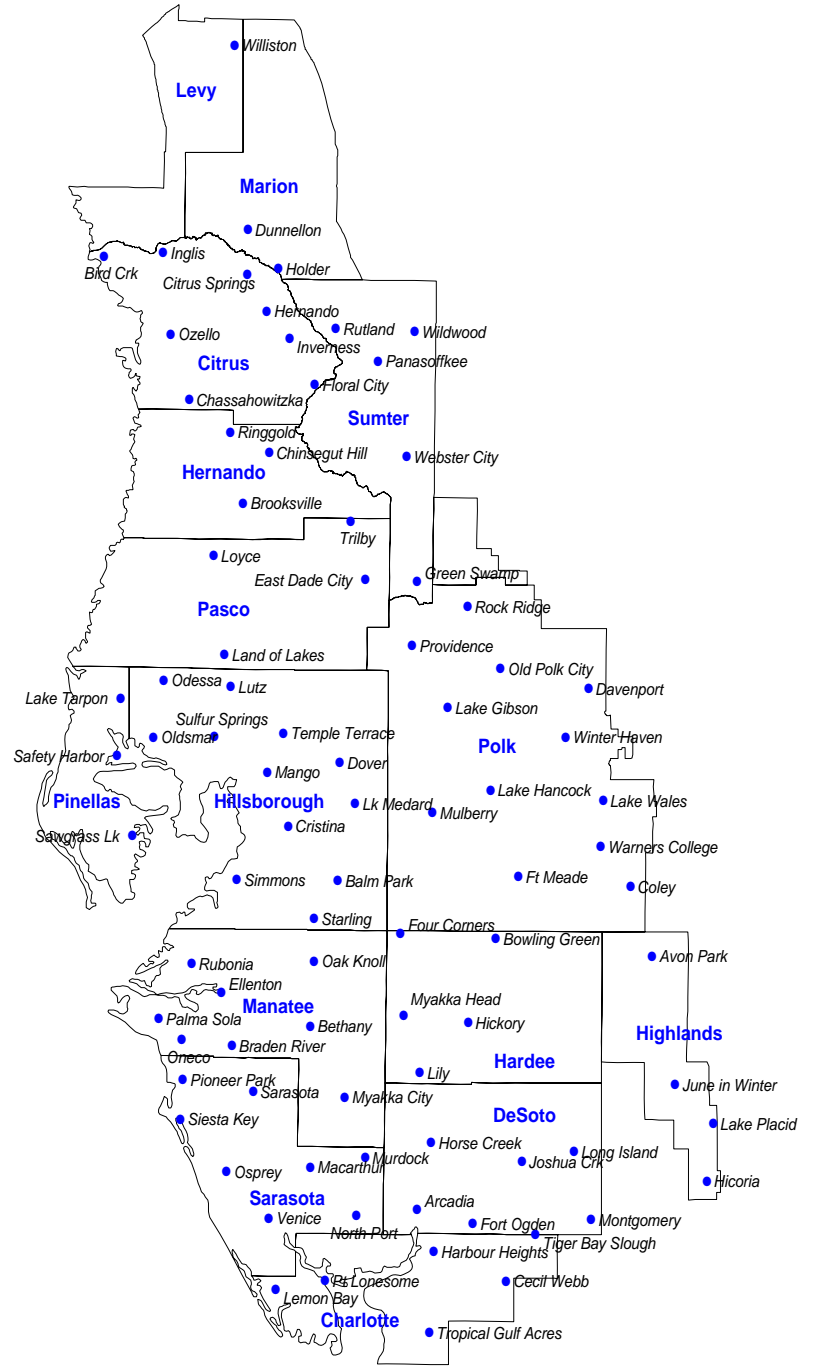 Williston
Levy
Marion
Dunnellon
Inglis
Bird Crk
Holder
Citrus Springs
Hernando
Rutland
Wildwood
Ozello
Inverness
Citrus
Panasoffkee
Floral City
Chassahowitzka
Sumter
Ringgold
Chinsegut Hill
Webster City
Hernando
Brooksville
Trilby
Loyce
East Dade City
Green Swamp
Pasco
Rock Ridge
Providence
Land of Lakes
Old Polk City
Odessa
Lutz
Davenport
Lake Tarpon
Lake Gibson
Sulfur Springs
Oldsmar
Temple Terrace
Winter Haven
Polk
Safety Harbor
Dover
Mango
Lake Hancock
Pinellas
Hillsborough
Lk Medard
Lake Wales
Mulberry
Cristina
Sawgrass Lk
Warners College
Simmons
Balm Park
Ft Meade
Coley
Starling
Four Corners
Bowling Green
Avon Park
Rubonia
Oak Knoll
Ellenton
Manatee
Myakka Head
Palma Sola
Bethany
Hickory
Highlands
Oneco
Braden River
Hardee
Lily
Pioneer Park
Sarasota
June in Winter
Myakka City
Siesta Key
DeSoto
Lake Placid
Horse Creek
Murdock
Long Island
Osprey
Macarthur
Joshua Crk
Hicoria
Sarasota
Arcadia
Venice
North Port
Fort Ogden
Montgomery
Tiger Bay Slough
Harbour Heights
Pt Lonesome
Cecil Webb
Lemon Bay
Charlotte
Tropical Gulf Acres